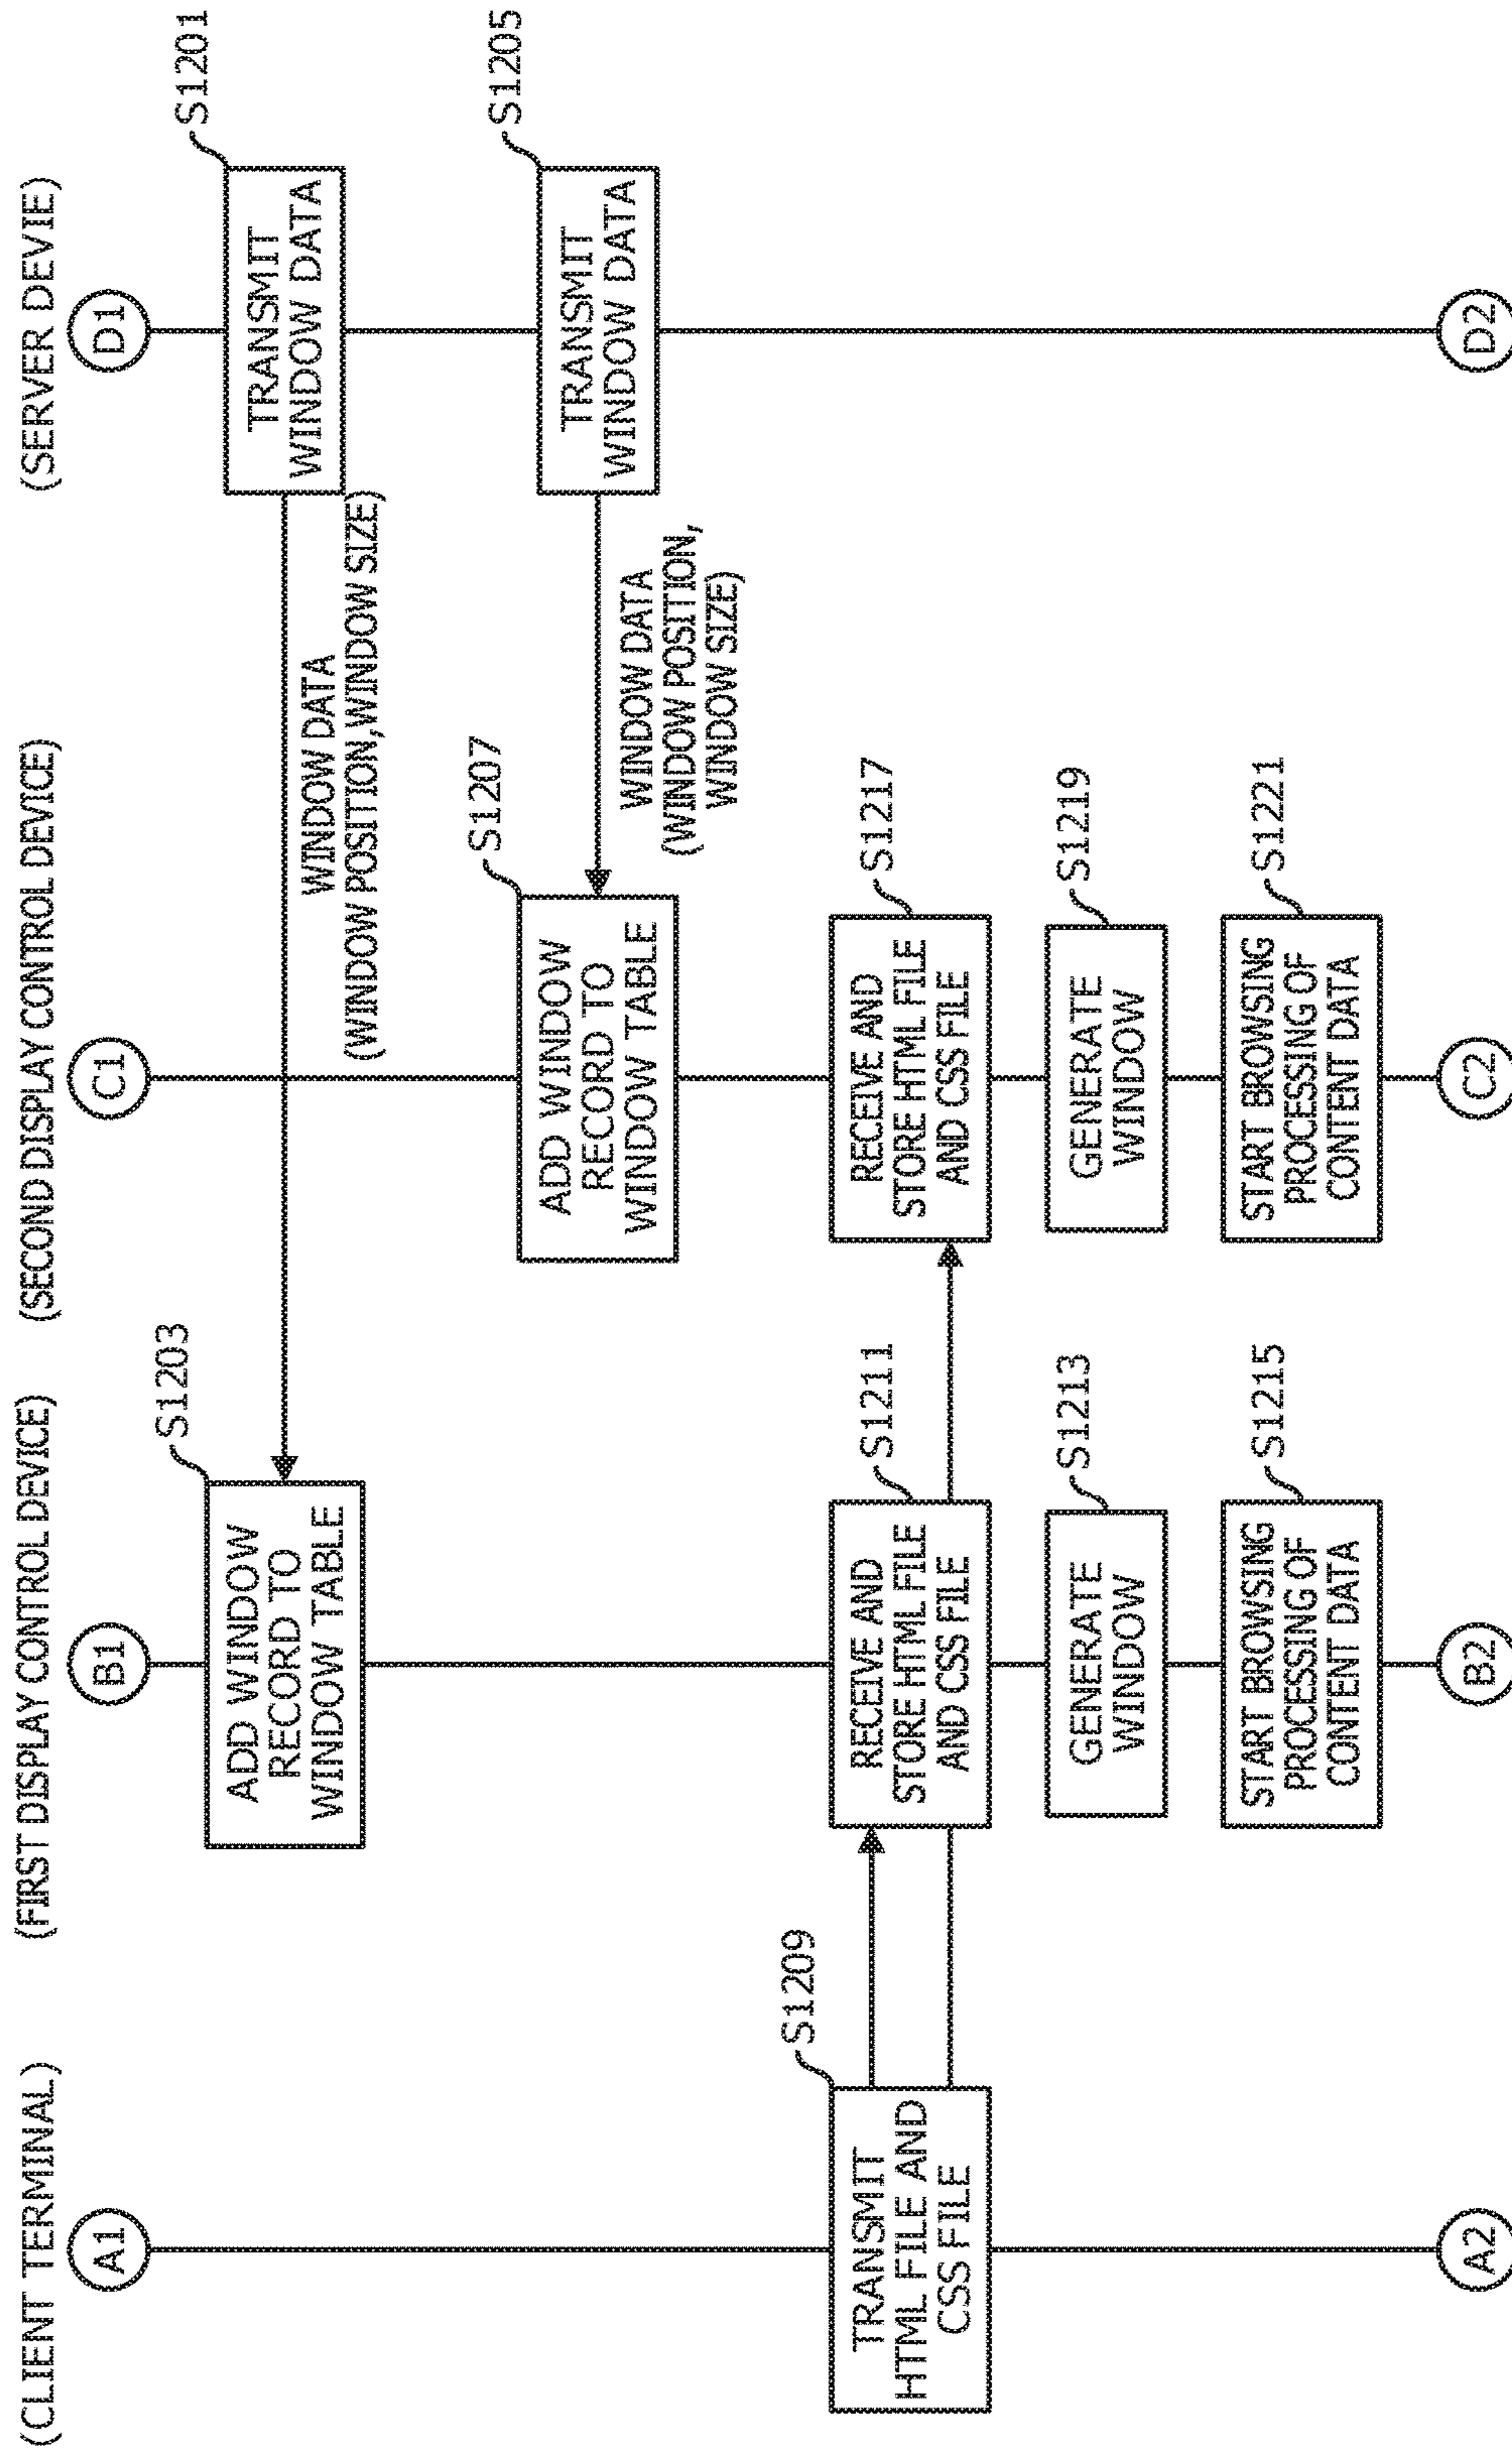 (CLIENT TERMINAL)
(FIRST DISPLAY CONTROL DEVICE)
(SECOND DISPLAY CONTROL DEVICE)
(SERVER DEVIE)
A1
B1
C1
D1
S1201
TRANSMIT
WINDOW DATA
WINDOW DATA
(WINDOW POSITION,WINDOW SIZE)
S1203
ADD WINDOW
RECORD TO
WINDOW TABLE
S1205
TRANSMIT
WINDOW DATA
WINDOW DATA
(WINDOW POSITION,
WINDOW SIZE)
S1207
ADD WINDOW
RECORD TO
WINDOW TABLE
S1209
TRANSMIT
HTML FILE AND
CSS FILE
S1211
RECEIVE AND
STORE HTML FILE
AND CSS FILE
S1217
RECEIVE AND
STORE HTML FILE
AND CSS FILE
S1213
GENERATE
WINDOW
S1219
GENERATE
WINDOW
S1215
START BROWSING
PROCESSING OF
CONTENT DATA
S1221
START BROWSING
PROCESSING OF
CONTENT DATA
A2
B2
C2
D2